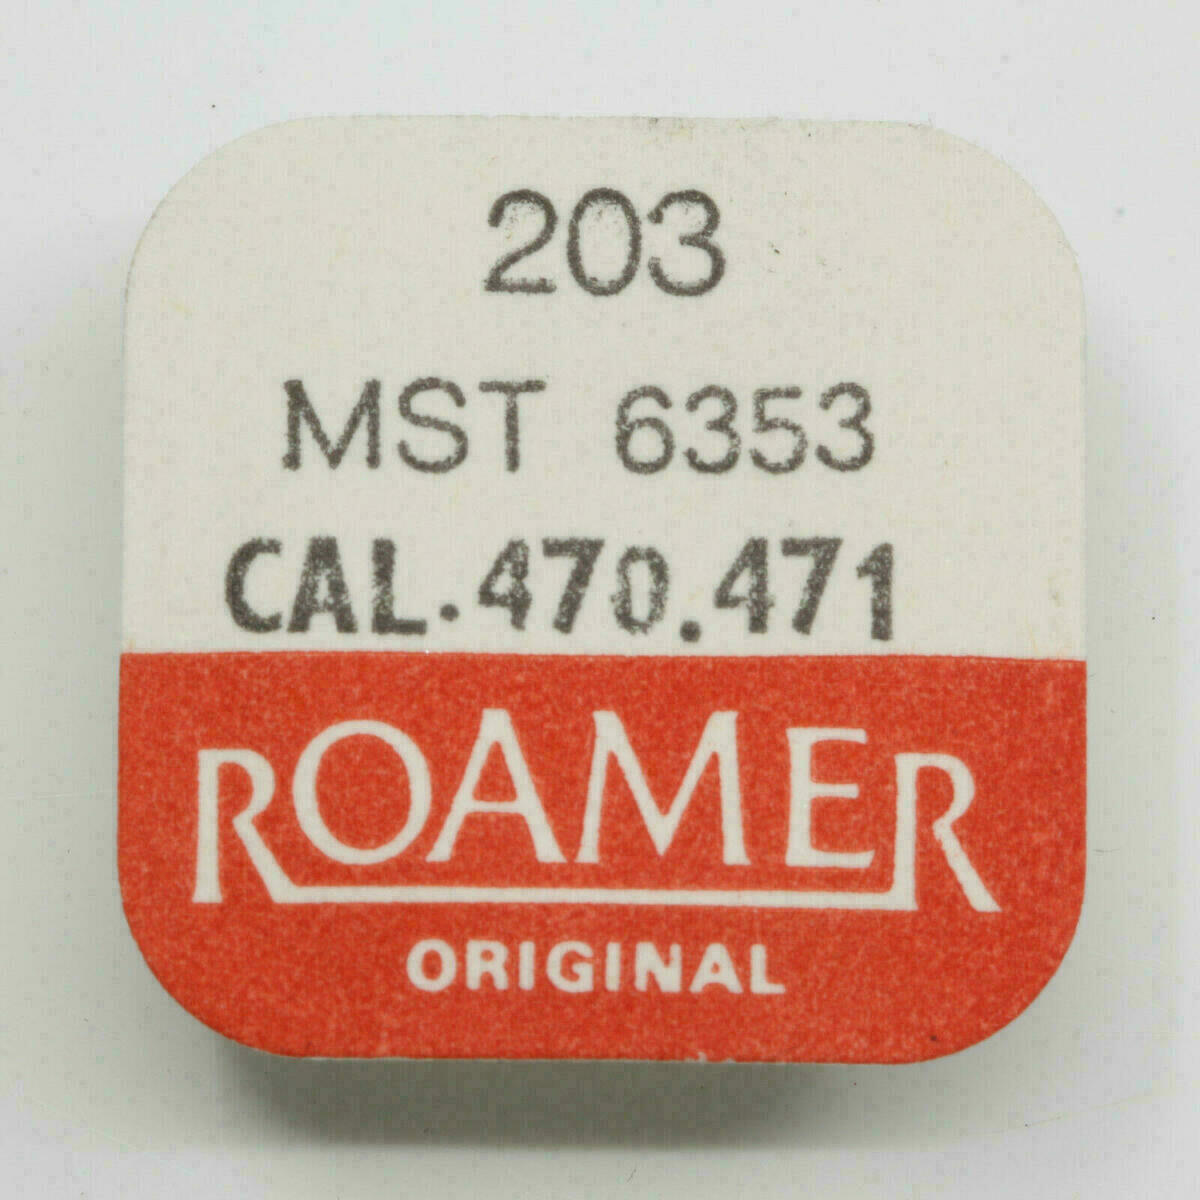 203
MST 6353
CAL.470.471
ROAMER
ORIGINAL